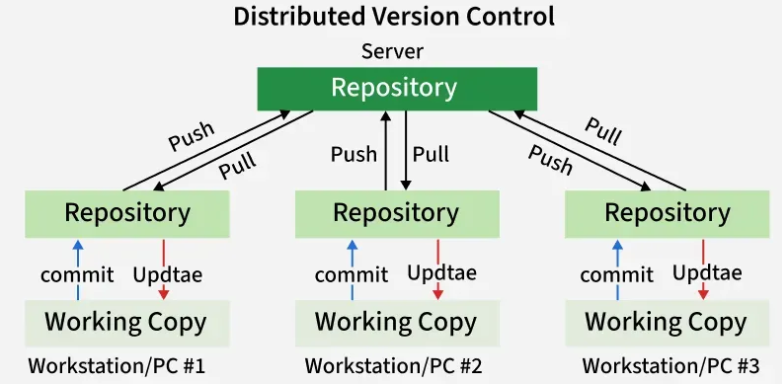 Distributed Version Control
Server
Repository
Push
Pull
Push
Pull
Push
Pull
Repository
Repository
Repository
commit
Updtae
commit
Updtae
commit
Updtae
Working Copy
Working Copy
Working Copy
Workstation/PC #1
Workstation/PC #2
Workstation/PC #3